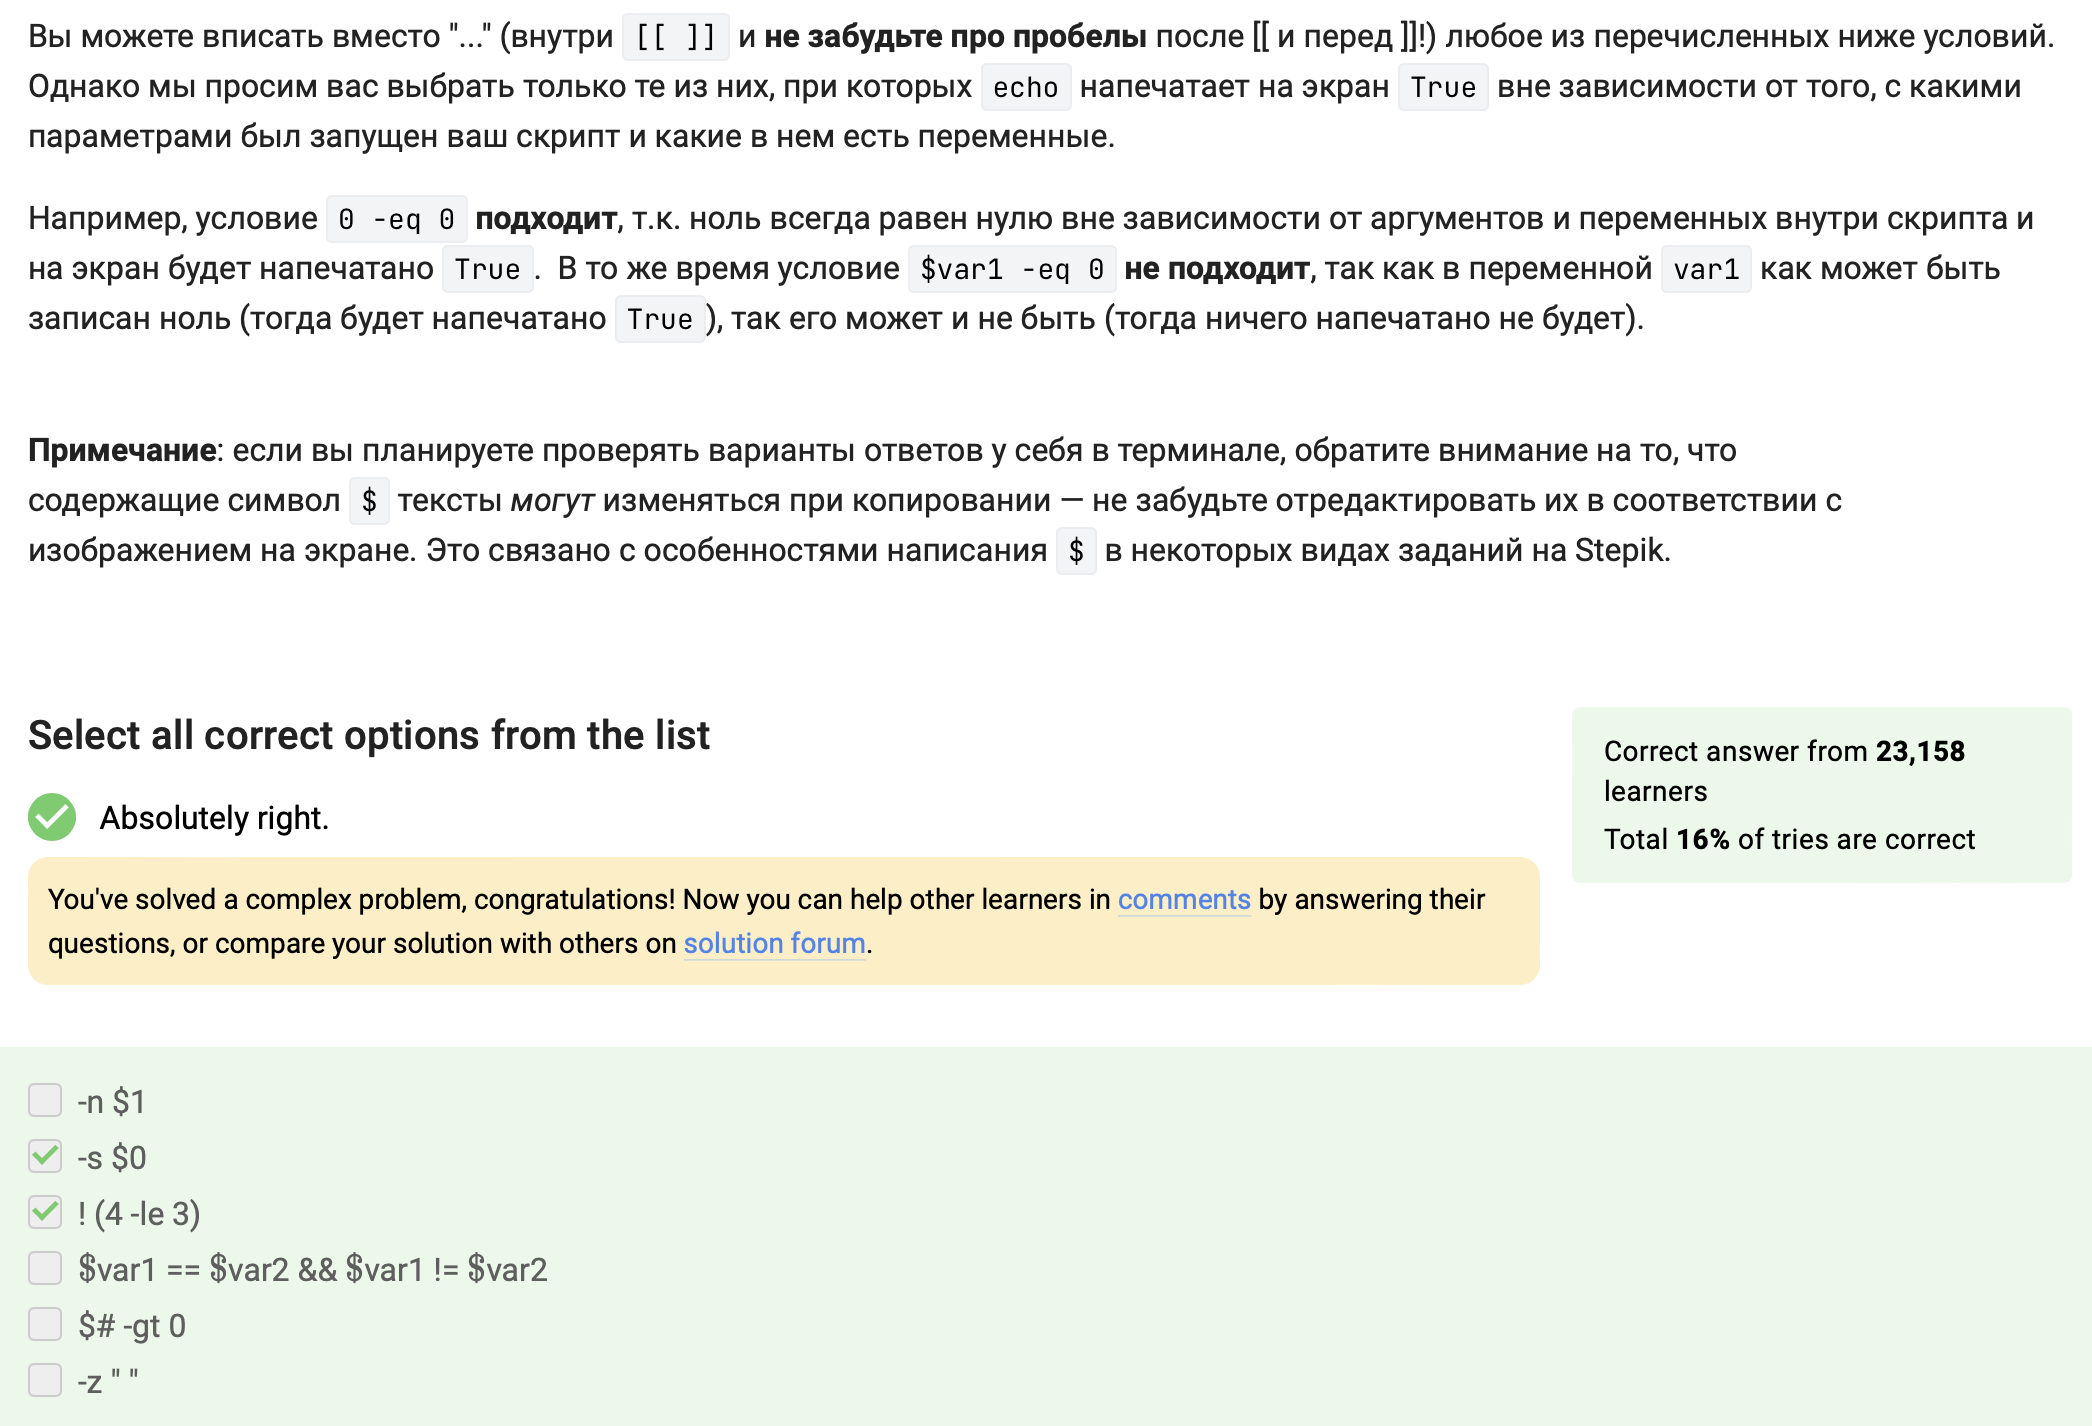 Вы можете вписать вместо "..." (внутри [[ ]] и не забудьте про пробелы после [[ и перед ]]!) любое из перечисленных ниже условий.
Однако мы просим вас выбрать только те из них, при которых echo напечатает на экран True вне зависимости от того, с какими
параметрами был запущен ваш скрипт и какие в нем есть переменные.
Например, условие 0 -eq 0 подходит, т.к. ноль всегда равен нулю вне зависимости от аргументов и переменных внутри скрипта и
на экран будет напечатано True . В то же время условие $var1 -eq 0 не подходит, так как в переменной var1 как может быть
записан ноль (тогда будет напечатано True ), так его может и не быть (тогда ничего напечатано не будет).
Примечание: если вы планируете проверять варианты ответов у себя в терминале, обратите внимание на то, что
содержащие символ $ тексты могут изменяться при копировании — не забудьте отредактировать их в соответствии с
изображением на экране. Это связано с особенностями написания $ в некоторых видах заданий на Stepik.
Select all correct options from the list
Absolutely right.
You've solved a complex problem, congratulations! Now you can help other learners in comments by answering their
questions, or compare your solution with others on solution forum.
Correct answer from 23,158
learners
Total 16% of tries are correct
-n $1
-s $0
! (4 -le 3)
$var1 == $var2 && $var1 != $var2
$# -gt 0
-z " "